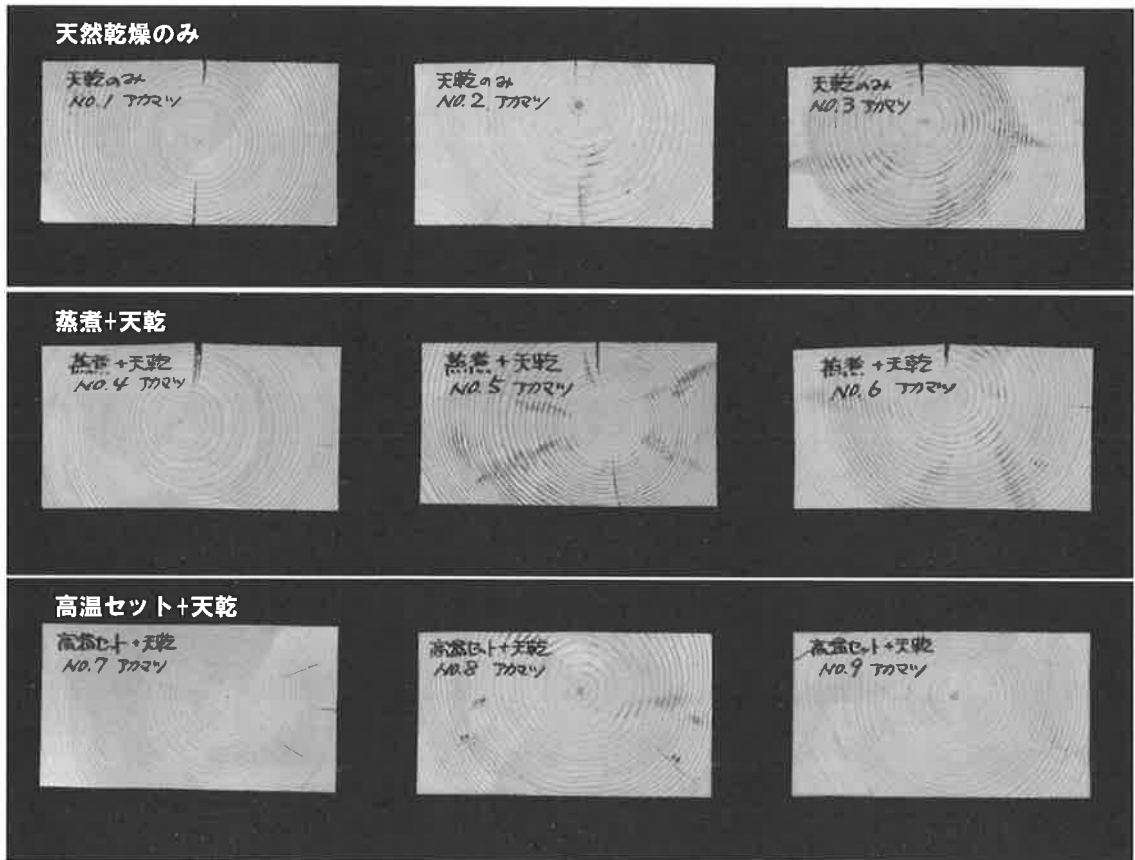 天然乾燥のみ
天乾のみ
NO.1 アカマツ
天乾のみ
NO.2 アカマツ
天乾のみ
NO.3 アカマツ
蒸煮+天乾
蒸煮+天乾
NO.4 アカマツ
蒸煮+天乾
NO.5 アカマツ
蒸煮+天乾
NO.6 アカマツ
高温セット+天乾
高温セット+天乾
NO.7 アカマツ
高温セット+天乾
NO.8 アカマツ
高温セット+天乾
NO.9 アカマツ